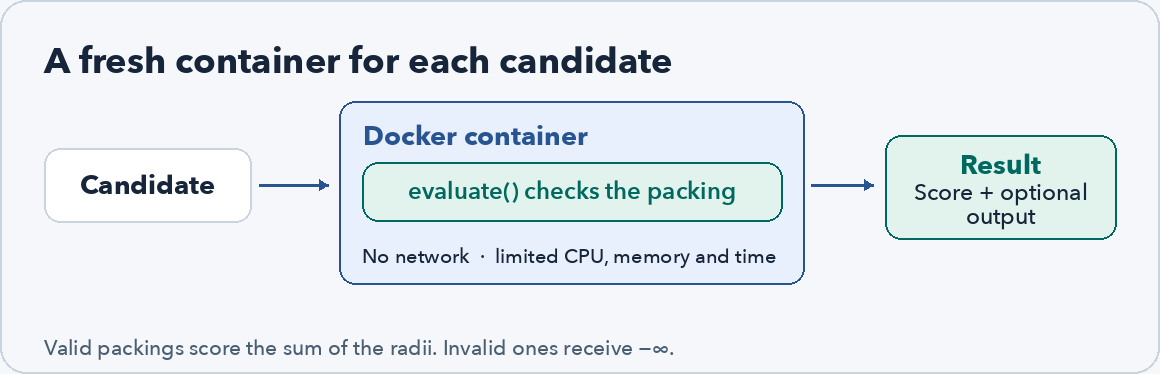 A fresh container for each candidate
Candidate
Docker container
evaluate() checks the packing
No network · limited CPU, memory and time
Result
Score + optional
output
Valid packings score the sum of the radii. Invalid ones receive −∞.